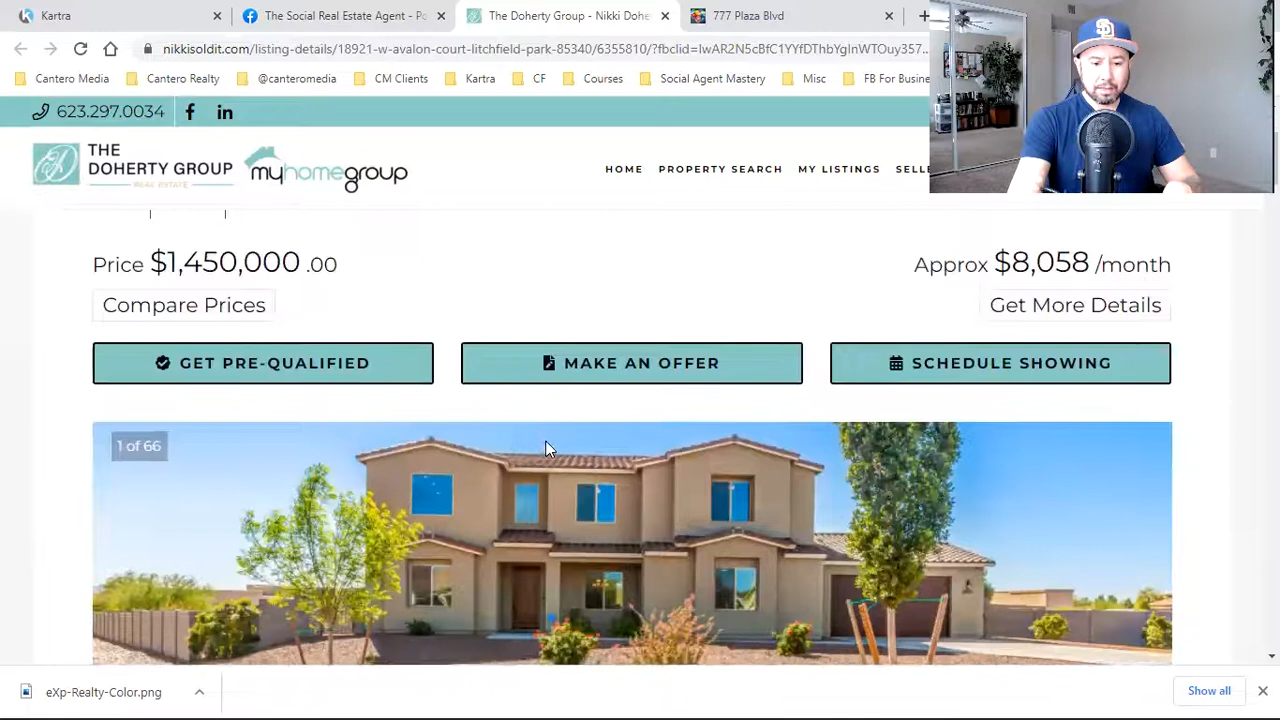 Kartra
The Social Real Estate Agent - Po
The Doherty Group - Nikki Dohe
777 Plaza Blvd
nikkisoldit.com/listing-details/18921-w-avalon-court-litchfield-park-85340/6355810/?fbclid=IwAR2N5cBfC1YYfDThbYgInWTOuy357...
Cantero Media
Cantero Realty
@canteromedia
CM Clients
Kartra
CF
Courses
Social Agent Mastery
Misc
FB For Busine
623.297.0034
THE
DOHERTY GROUP
REAL ESTATE
myhomegroup
HOME
PROPERTY SEARCH
MY LISTINGS
SELLE
SD
Price $1,450,000 .00
Approx $8,058 /month
Compare Prices
Get More Details
GET PRE-QUALIFIED
MAKE AN OFFER
SCHEDULE SHOWING
1 of 66
eXp-Realty-Color.png
Show all